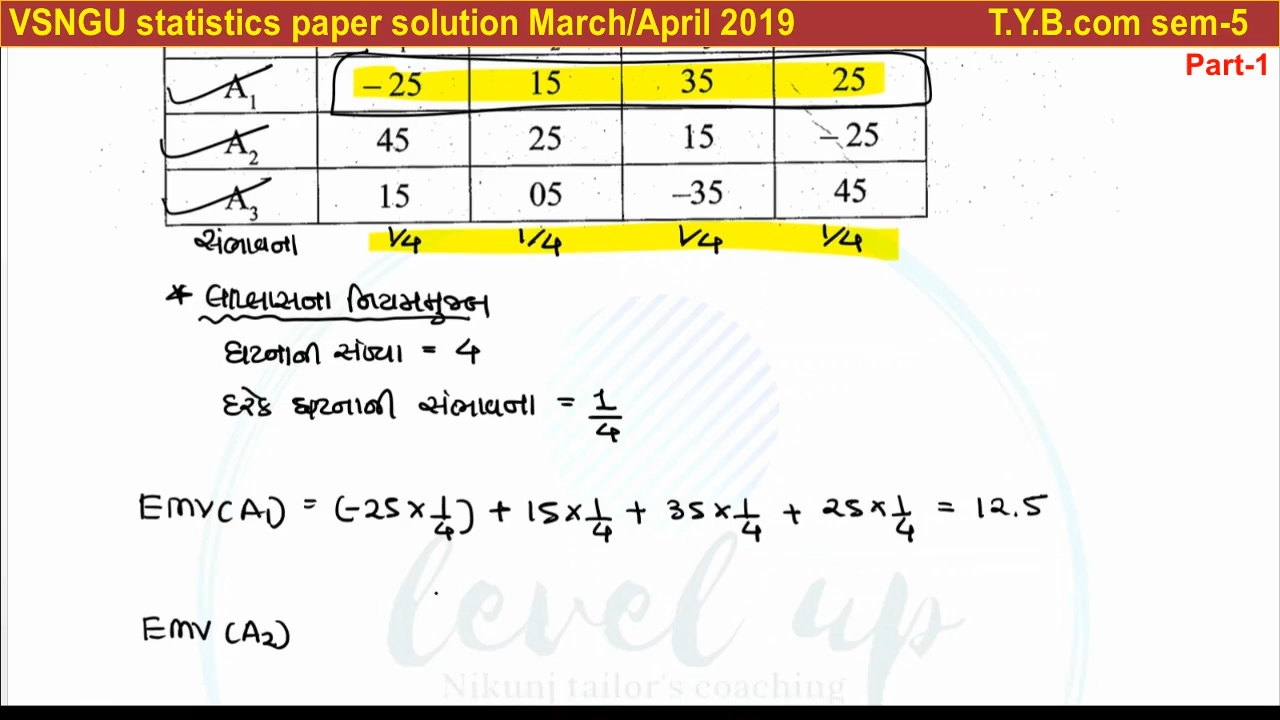 VSNGU statistics paper solution March/April 2019 T.Y.B.com sem-5
Part-1
A1 –25 15 35 25
A2 45 25 15 –25
A3 15 05 –35 45
સંભાવના 1/4 1/4 1/4 1/4
* લાપ્લાસના નિયમમુજબ
ઘટનાની સંખ્યા = 4
દરેક ઘટનાની સંભાવના = 1/4
EMV(A1) = (-25 × 1/4) + 15 × 1/4 + 35 × 1/4 + 25 × 1/4 = 12.5
EMV (A2)
level up
Nikunj tailor's coaching